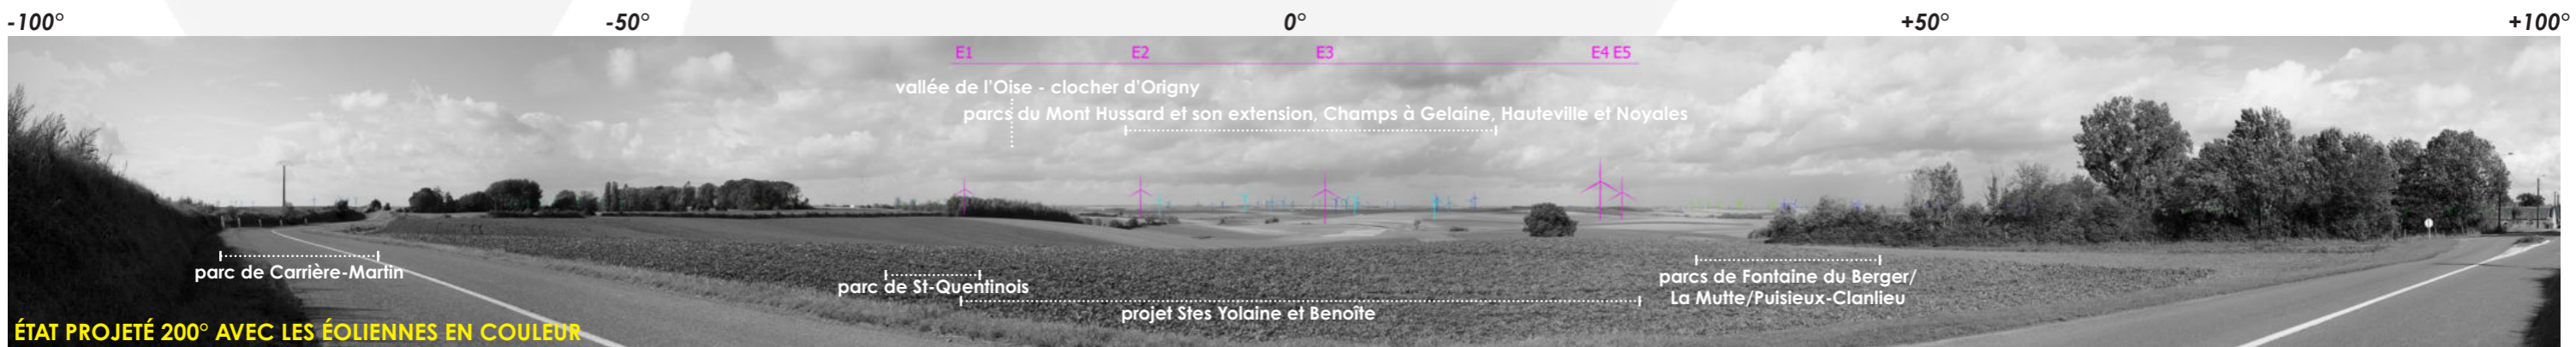 -100° -50° 0° +50° +100°
E1 E2 E3 E4 E5
vallée de l'Oise - clocher d'Origny
parcs du Mont Hussard et son extension, Champs à Gelaine, Hauteville et Noyales
parc de Carrière-Martin
parc de St-Quentinois
parcs de Fontaine du Berger/
La Mutte/Puisieux-Clanlieu
projet Stes Yolaine et Benoîte
ÉTAT PROJETÉ 200° AVEC LES ÉOLIENNES EN COULEUR